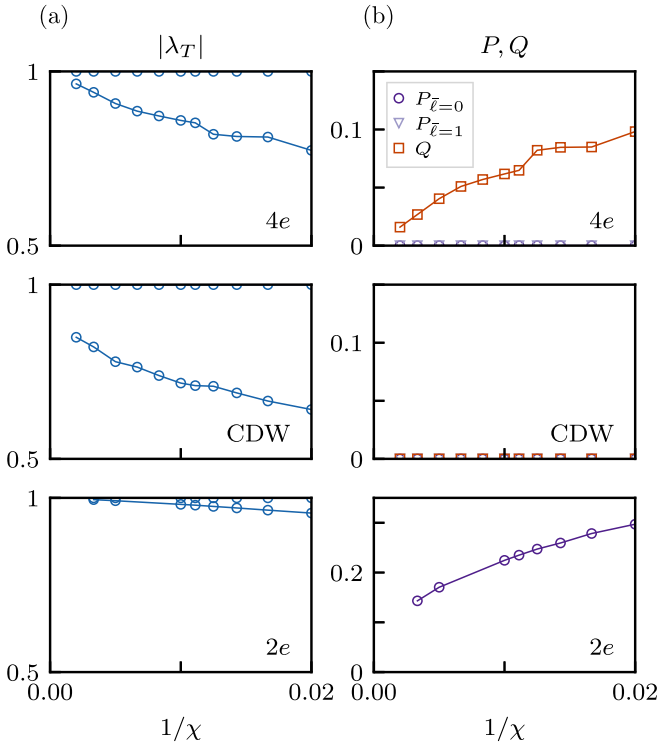 (a)
(b)
|λ_T|
P, Q
1
0.5
4e
0.1
0
P_{ℓ̄=0}
P_{ℓ̄=1}
Q
4e
1
0.5
CDW
0.1
0
CDW
1
0.5
2e
0.00
0.02
1/χ
0.2
0
2e
0.00
0.02
1/χ